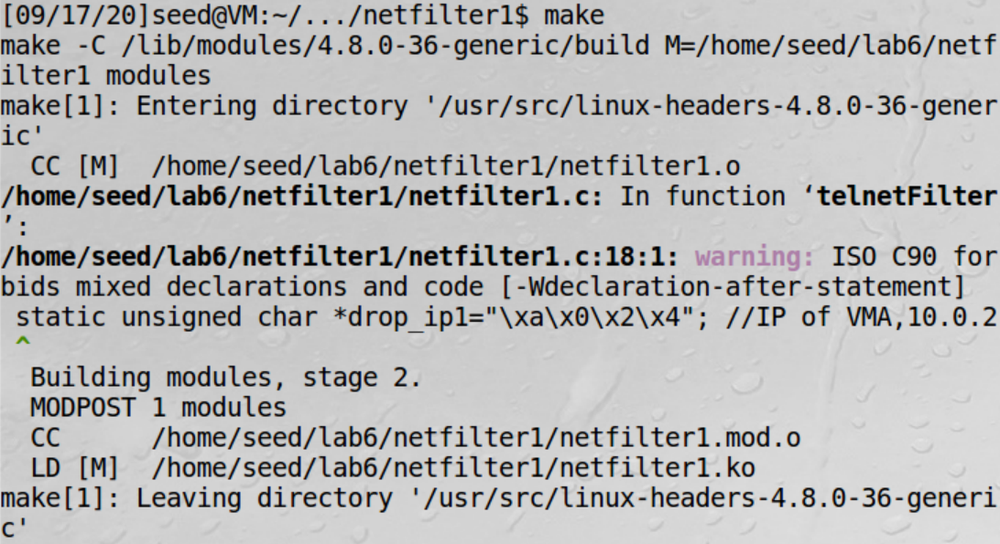 [09/17/20]seed@VM:~/.../netfilter1$ make
make -C /lib/modules/4.8.0-36-generic/build M=/home/seed/lab6/netf
ilter1 modules
make[1]: Entering directory '/usr/src/linux-headers-4.8.0-36-gener
ic'
  CC [M]  /home/seed/lab6/netfilter1/netfilter1.o
/home/seed/lab6/netfilter1/netfilter1.c: In function ‘telnetFilter
’:
/home/seed/lab6/netfilter1/netfilter1.c:18:1: warning: ISO C90 for
bids mixed declarations and code [-Wdeclaration-after-statement]
 static unsigned char *drop_ip1="\xa\x0\x2\x4"; //IP of VMA,10.0.2
 ^
  Building modules, stage 2.
  MODPOST 1 modules
  CC      /home/seed/lab6/netfilter1/netfilter1.mod.o
  LD [M]  /home/seed/lab6/netfilter1/netfilter1.ko
make[1]: Leaving directory '/usr/src/linux-headers-4.8.0-36-generi
c'